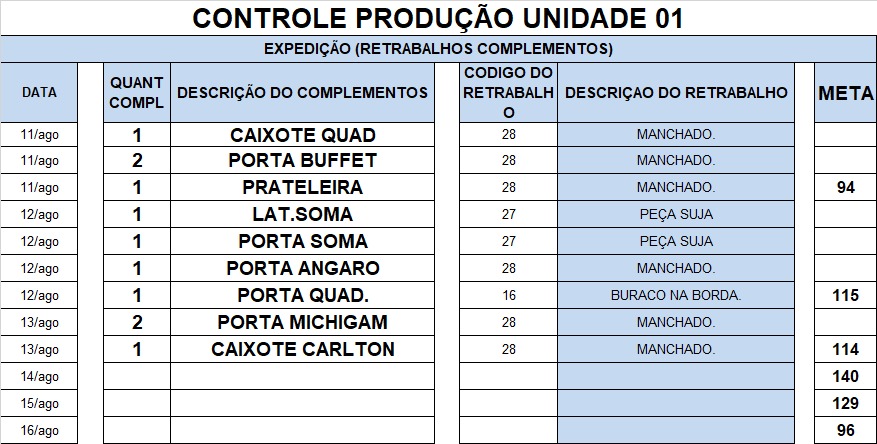 CONTROLE PRODUÇÃO UNIDADE 01
EXPEDIÇÃO (RETRABALHOS COMPLEMENTOS)
DATA QUANT COMPL DESCRIÇÃO DO COMPLEMENTOS CODIGO DO RETRABALHO DESCRIÇAO DO RETRABALHO META
11/ago 1 CAIXOTE QUAD 28 MANCHADO.
11/ago 2 PORTA BUFFET 28 MANCHADO.
11/ago 1 PRATELEIRA 28 MANCHADO. 94
12/ago 1 LAT.SOMA 27 PEÇA SUJA
12/ago 1 PORTA SOMA 27 PEÇA SUJA
12/ago 1 PORTA ANGARO 28 MANCHADO.
12/ago 1 PORTA QUAD. 16 BURACO NA BORDA. 115
13/ago 2 PORTA MICHIGAM 28 MANCHADO.
13/ago 1 CAIXOTE CARLTON 28 MANCHADO. 114
14/ago 140
15/ago 129
16/ago 96